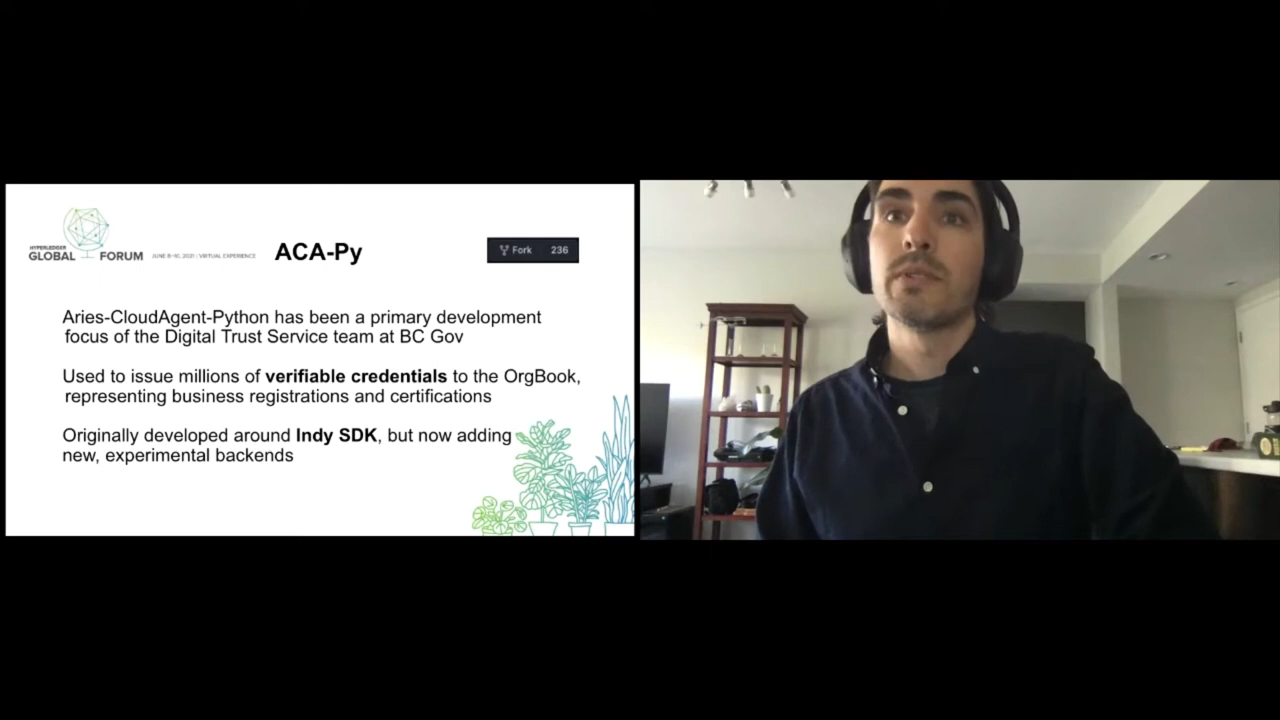 HYPERLEDGER
GLOBAL FORUM JUNE 8–10, 2021 | VIRTUAL EXPERIENCE ACA-Py Fork 236
Aries-CloudAgent-Python has been a primary development
focus of the Digital Trust Service team at BC Gov
Used to issue millions of verifiable credentials to the OrgBook,
representing business registrations and certifications
Originally developed around Indy SDK, but now adding
new, experimental backends